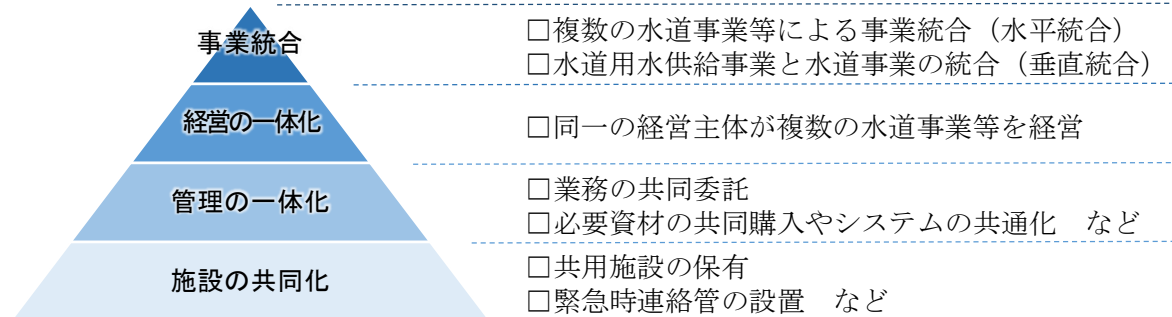 事業統合
□複数の水道事業等による事業統合（水平統合）
□水道用水供給事業と水道事業の統合（垂直統合）
経営の一体化
□同一の経営主体が複数の水道事業等を経営
管理の一体化
□業務の共同委託
□必要資材の共同購入やシステムの共通化　など
施設の共同化
□共用施設の保有
□緊急時連絡管の設置　など